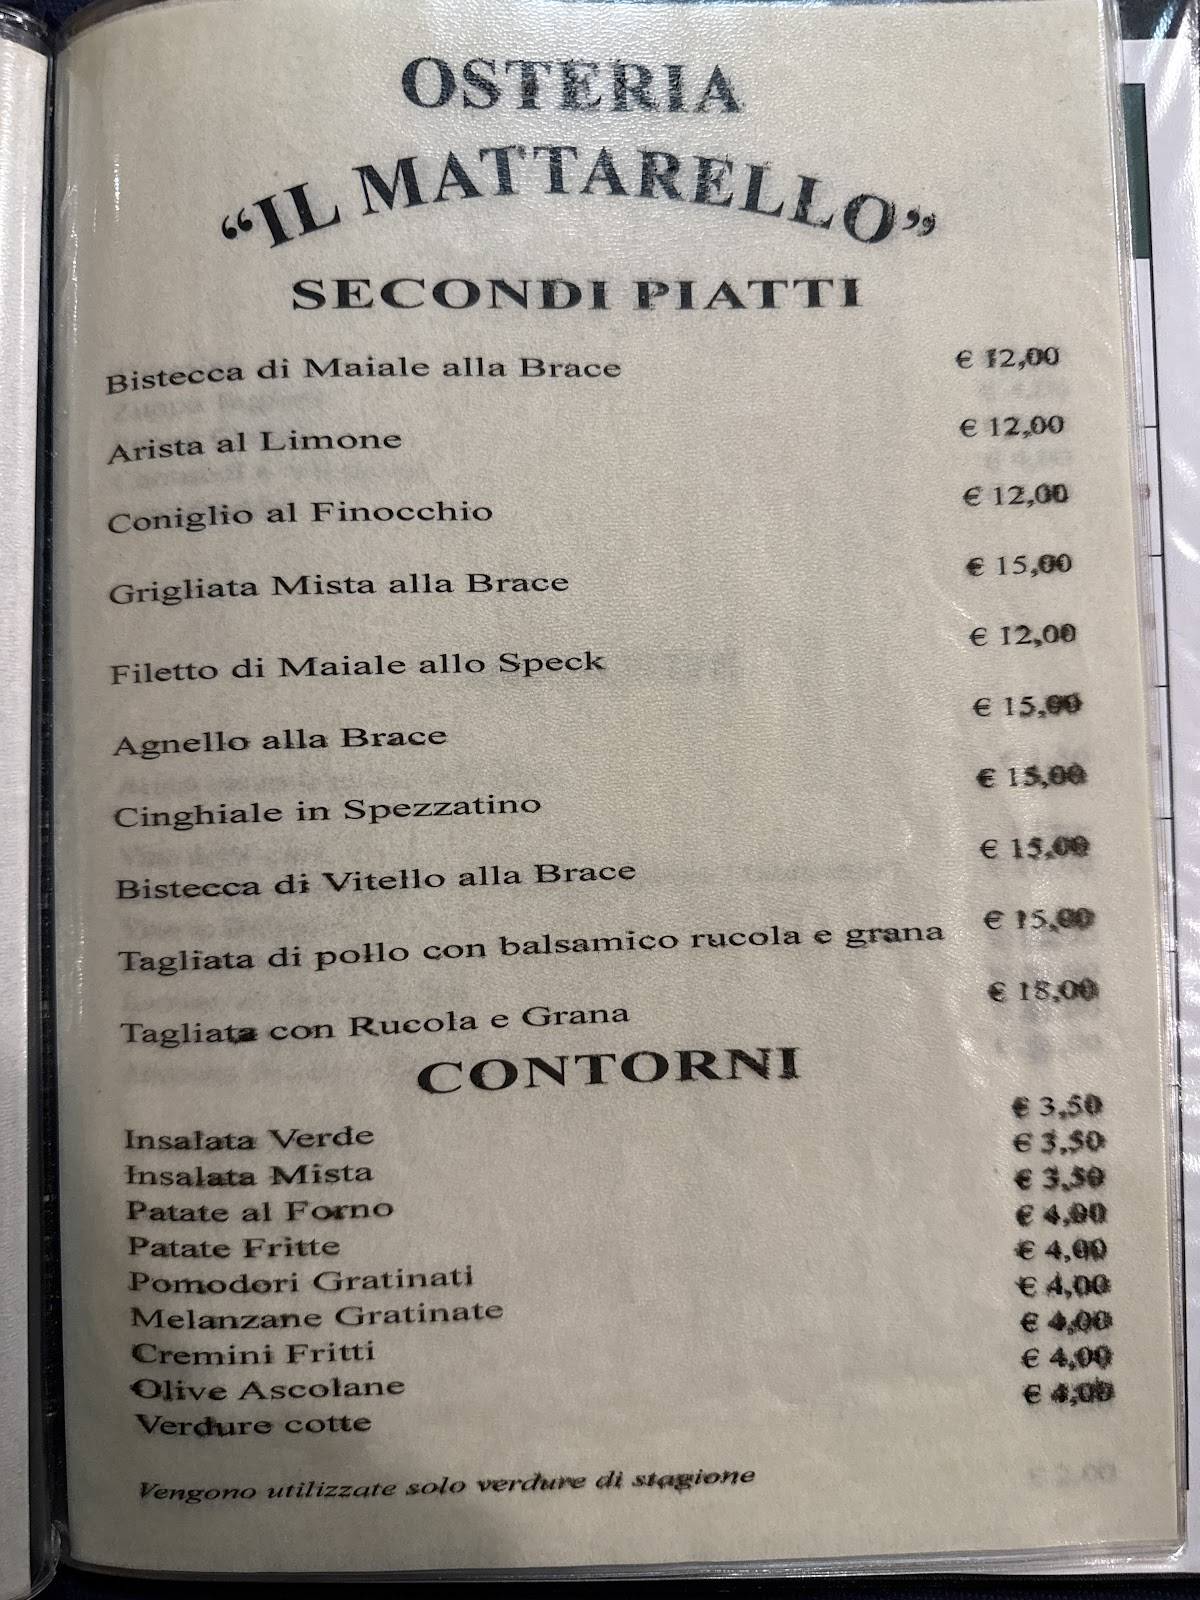 OSTERIA
“IL MATTARELLO”
SECONDI PIATTI
Bistecca di Maiale alla Brace € 12,00
Arista al Limone € 12,00
Coniglio al Finocchio € 12,00
Grigliata Mista alla Brace € 15,00
Filetto di Maiale allo Speck € 12,00
Agnello alla Brace € 15,00
Cinghiale in Spezzatino € 15,00
Bistecca di Vitello alla Brace € 15,00
Tagliata di pollo con balsamico rucola e grana € 15,00
Tagliata con Rucola e Grana € 18,00
CONTORNI
Insalata Verde € 3,50
Insalata Mista € 3,50
Patate al Forno € 3,50
Patate Fritte € 4,00
Pomodori Gratinati € 4,00
Melanzane Gratinate € 4,00
Cremini Fritti € 4,00
Olive Ascolane € 4,00
Verdure cotte € 4,00
Vengono utilizzate solo verdure di stagione